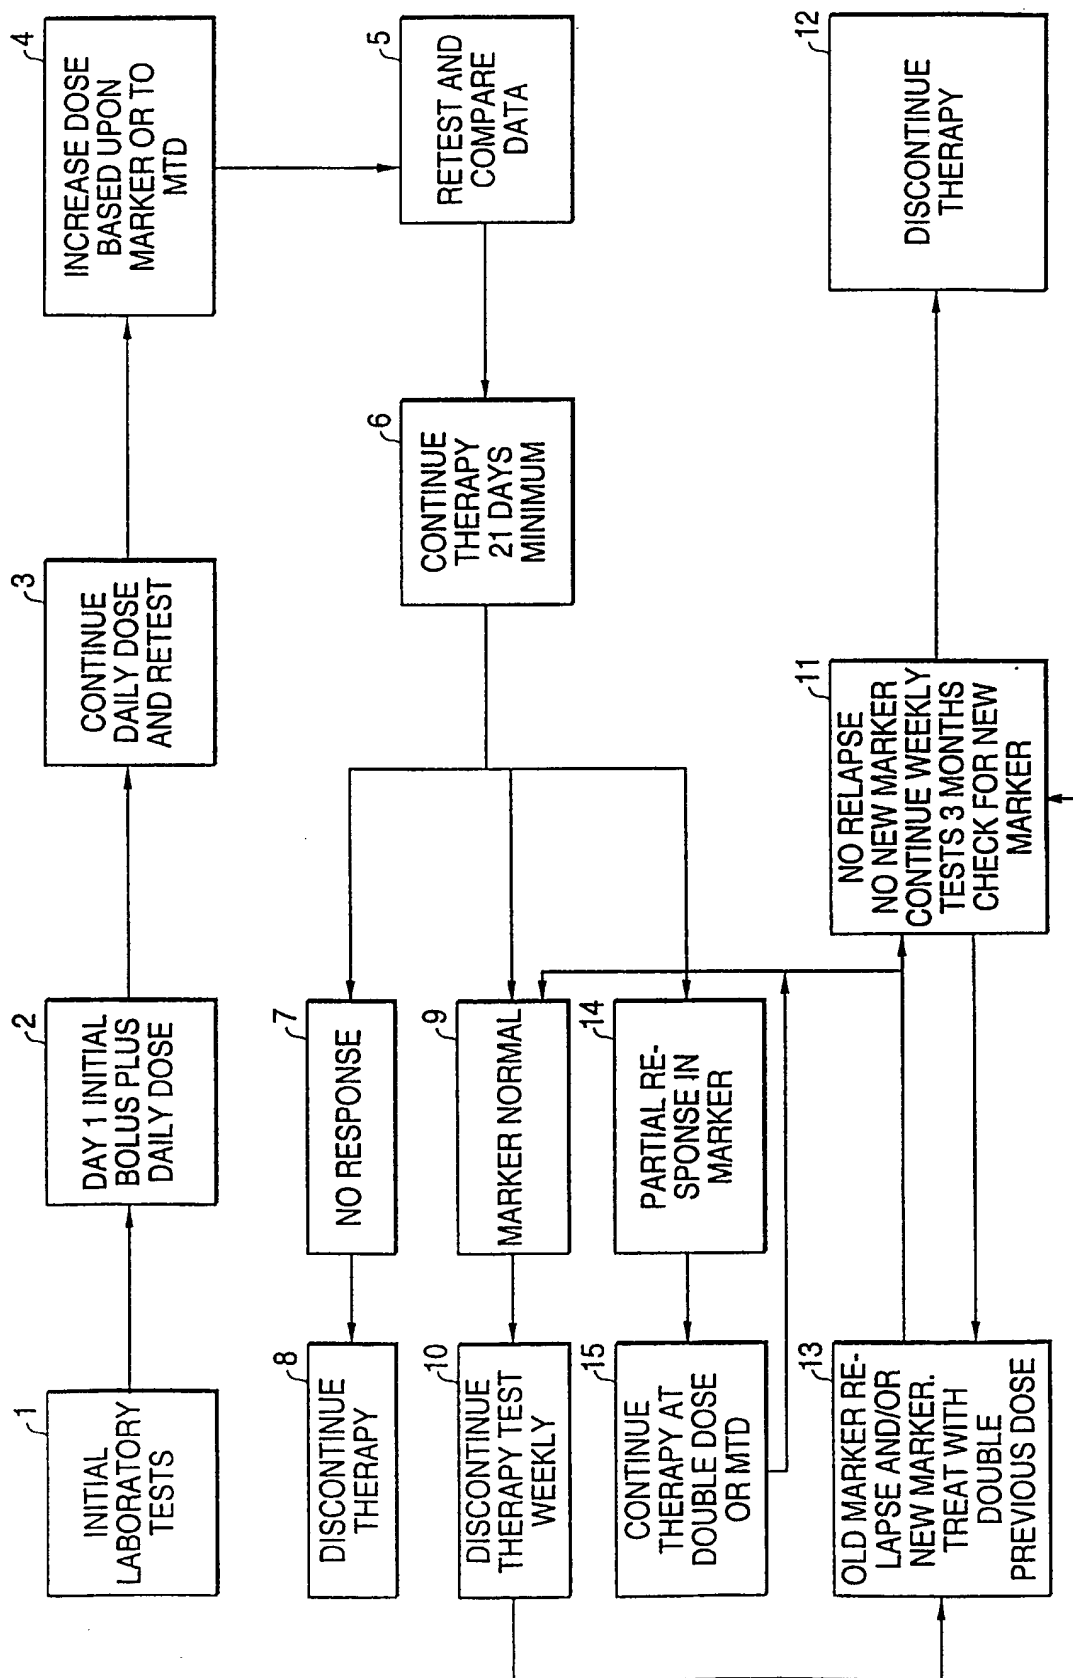 1
INITIAL
LABORATORY
TESTS
2
DAY 1 INITIAL
BOLUS PLUS
DAILY DOSE
3
CONTINUE
DAILY DOSE
AND RETEST
4
INCREASE DOSE
BASED UPON
MARKER OR TO
MTD
5
RETEST AND
COMPARE
DATA
6
CONTINUE
THERAPY
21 DAYS
MINIMUM
7
NO RESPONSE
8
DISCONTINUE
THERAPY
9
MARKER NORMAL
10
DISCONTINUE
THERAPY TEST
WEEKLY
14
PARTIAL RE-
SPONSE IN
MARKER
15
CONTINUE
THERAPY AT
DOUBLE DOSE
OR MTD
13
OLD MARKER RE-
LAPSE AND/OR
NEW MARKER.
TREAT WITH
DOUBLE
PREVIOUS DOSE
11
NO RELAPSE
NO NEW MARKER
CONTINUE WEEKLY
TESTS 3 MONTHS
CHECK FOR NEW
MARKER
12
DISCONTINUE
THERAPY